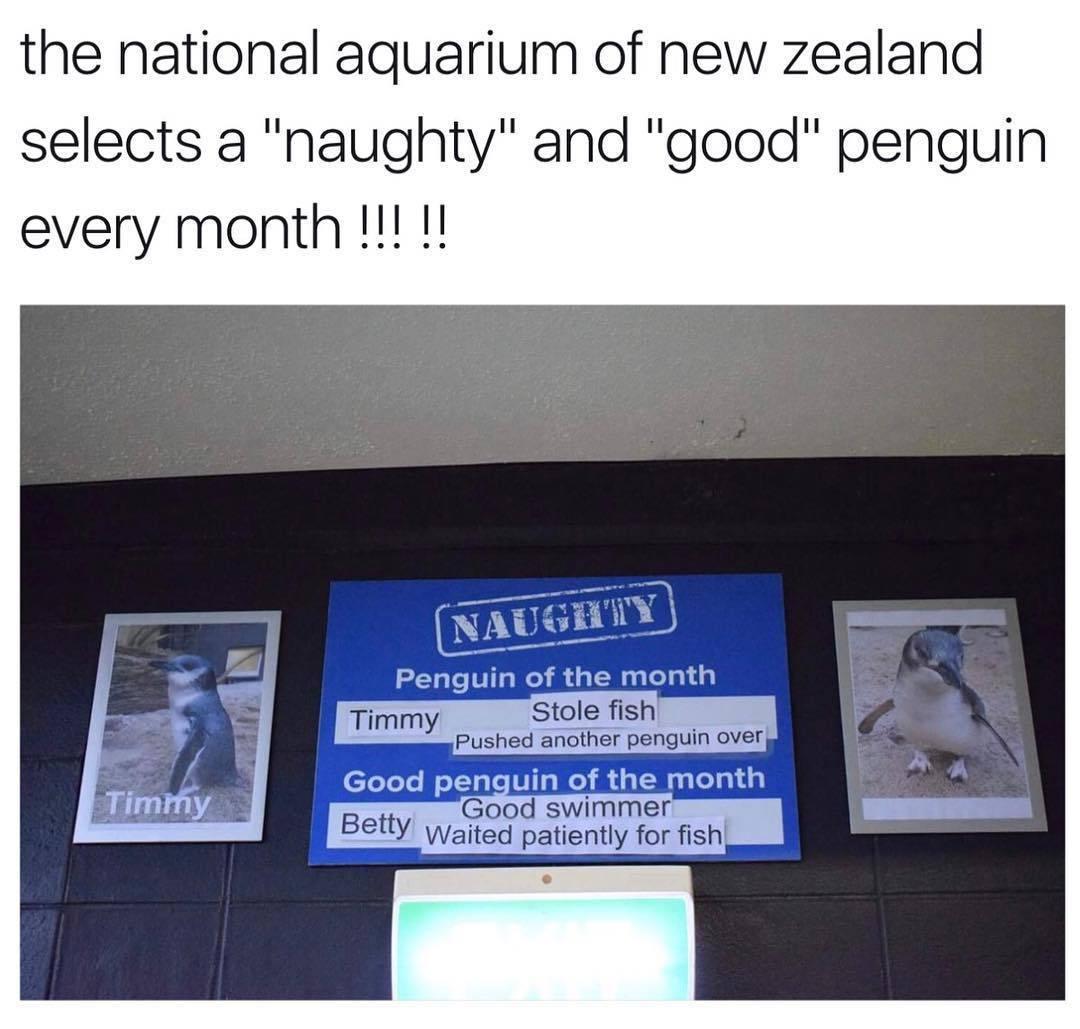 the national aquarium of new zealand
selects a "naughty" and "good" penguin
every month !!! !!
NAUGHTY
Penguin of the month
Timmy
Stole fish
Pushed another penguin over
Good penguin of the month
Betty
Good swimmer
Waited patiently for fish
Timmy